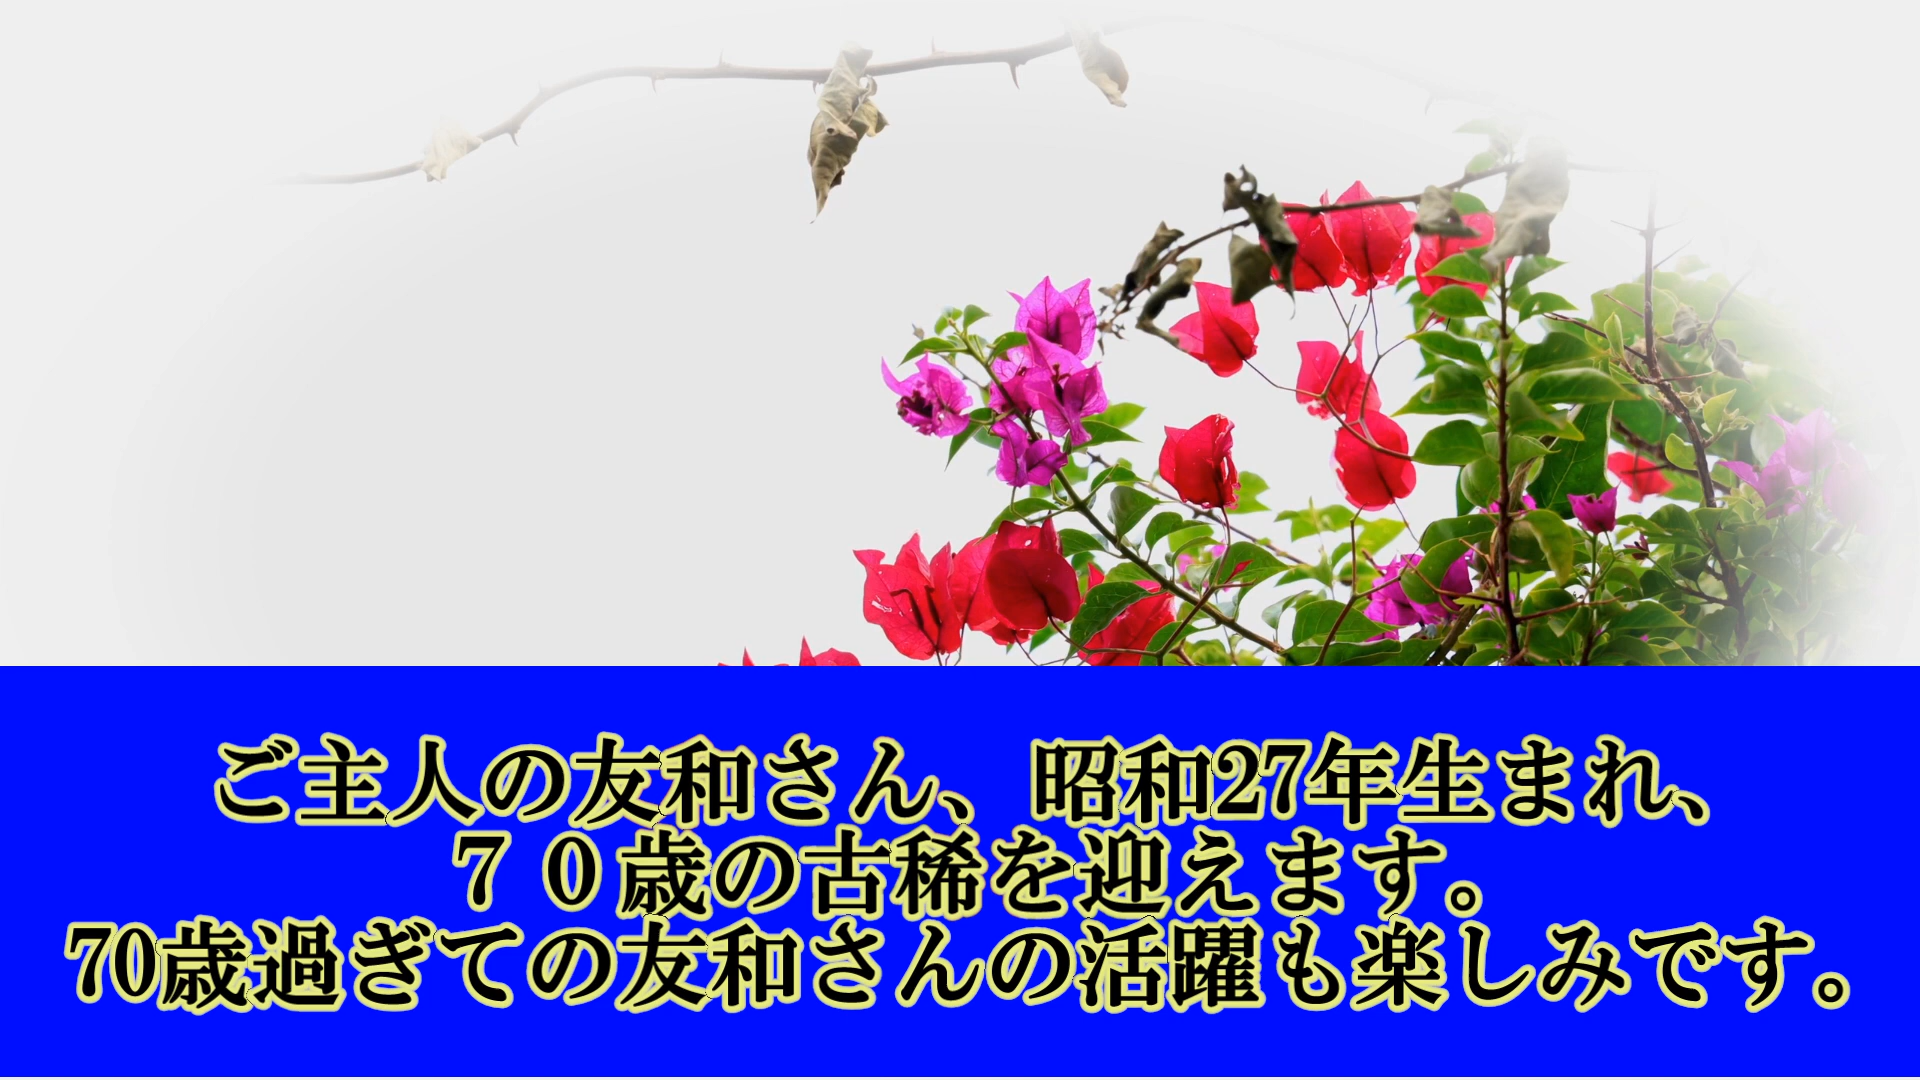 ご主人の友和さん、昭和27年生まれ、
７０歳の古稀を迎えます。
70歳過ぎての友和さんの活躍も楽しみです。